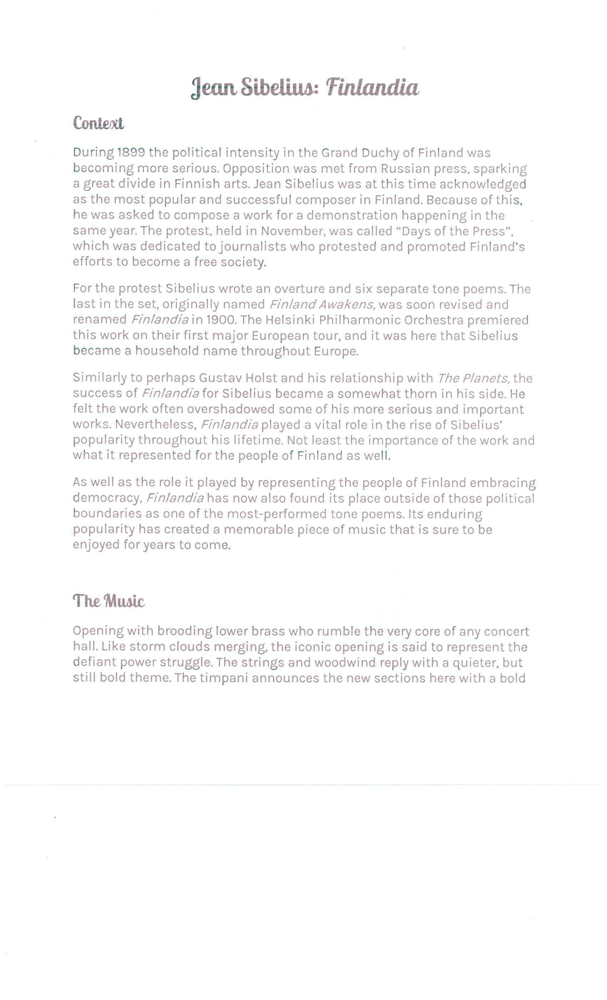 Jean Sibelius: Finlandia
Context
During 1899 the political intensity in the Grand Duchy of Finland was
becoming more serious. Opposition was met from Russian press, sparking
a great divide in Finnish arts. Jean Sibelius was at this time acknowledged
as the most popular and successful composer in Finland. Because of this,
he was asked to compose a work for a demonstration happening in the
same year. The protest, held in November, was called “Days of the Press”,
which was dedicated to journalists who protested and promoted Finland’s
efforts to become a free society.
For the protest Sibelius wrote an overture and six separate tone poems. The
last in the set, originally named Finland Awakens, was soon revised and
renamed Finlandia in 1900. The Helsinki Philharmonic Orchestra premiered
this work on their first major European tour, and it was here that Sibelius
became a household name throughout Europe.
Similarly to perhaps Gustav Holst and his relationship with The Planets, the
success of Finlandia for Sibelius became a somewhat thorn in his side. He
felt the work often overshadowed some of his more serious and important
works. Nevertheless, Finlandia played a vital role in the rise of Sibelius’
popularity throughout his lifetime. Not least the importance of the work and
what it represented for the people of Finland as well.
As well as the role it played by representing the people of Finland embracing
democracy, Finlandia has now also found its place outside of those political
boundaries as one of the most-performed tone poems. Its enduring
popularity has created a memorable piece of music that is sure to be
enjoyed for years to come.
The Music
Opening with brooding lower brass who rumble the very core of any concert
hall. Like storm clouds merging, the iconic opening is said to represent the
defiant power struggle. The strings and woodwind reply with a quieter, but
still bold theme. The timpani announces the new sections here with a bold